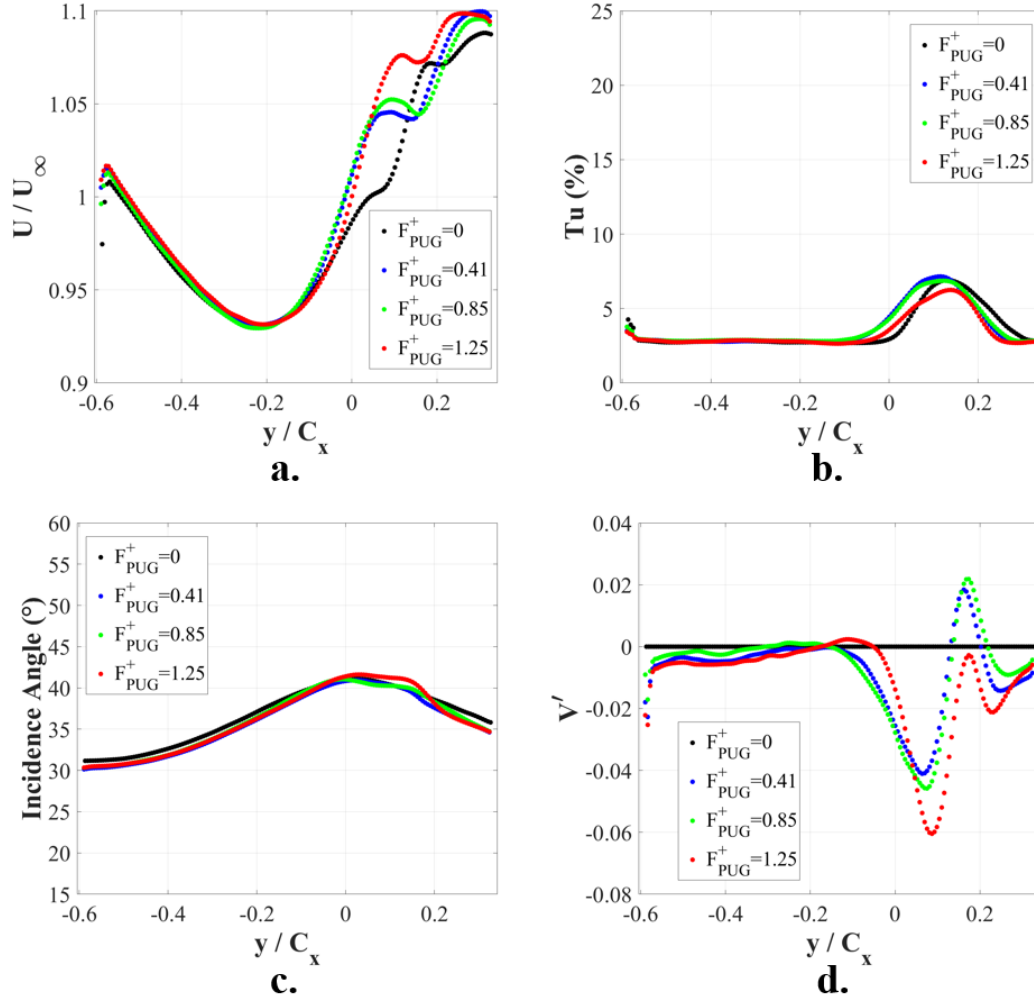 U / U∞
1.1
1.05
1
0.95
0.9
-0.6 -0.4 -0.2 0 0.2
y / Cx
F+PUG=0
F+PUG=0.41
F+PUG=0.85
F+PUG=1.25
a.
Tu (%)
25
20
15
10
5
0
-0.6 -0.4 -0.2 0 0.2
y / Cx
F+PUG=0
F+PUG=0.41
F+PUG=0.85
F+PUG=1.25
b.
Incidence Angle (°)
60
55
50
45
40
35
30
25
20
15
-0.6 -0.4 -0.2 0 0.2
y / Cx
F+PUG=0
F+PUG=0.41
F+PUG=0.85
F+PUG=1.25
c.
V'
0.04
0.02
0
-0.02
-0.04
-0.06
-0.08
-0.6 -0.4 -0.2 0 0.2
y / Cx
F+PUG=0
F+PUG=0.41
F+PUG=0.85
F+PUG=1.25
d.